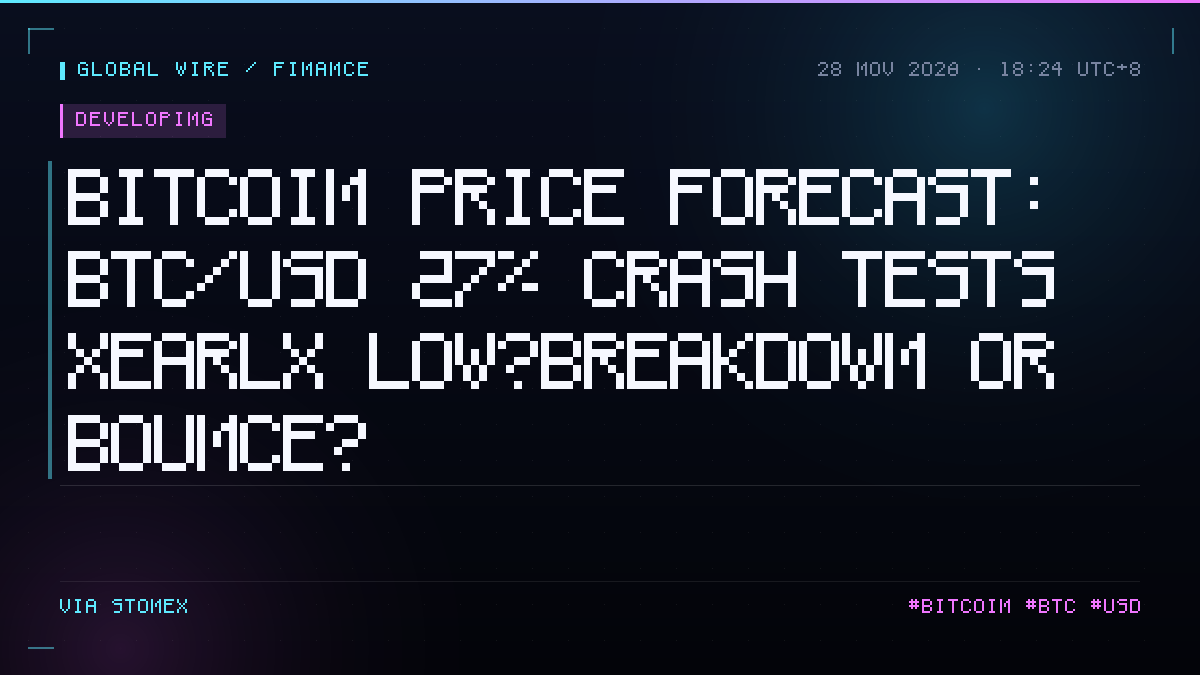 GLOBAL WIRE / FINANCE
28 NOV · 18:24 UTC+8
DEVELOPING
BITCOIN PRICE FORECAST:
BTC/USD 27% CRASH TESTS
YEARLY LOW?BREAKDOWN OR
BOUNCE?
VIA STONEX
#BITCOIN #BTC #USD